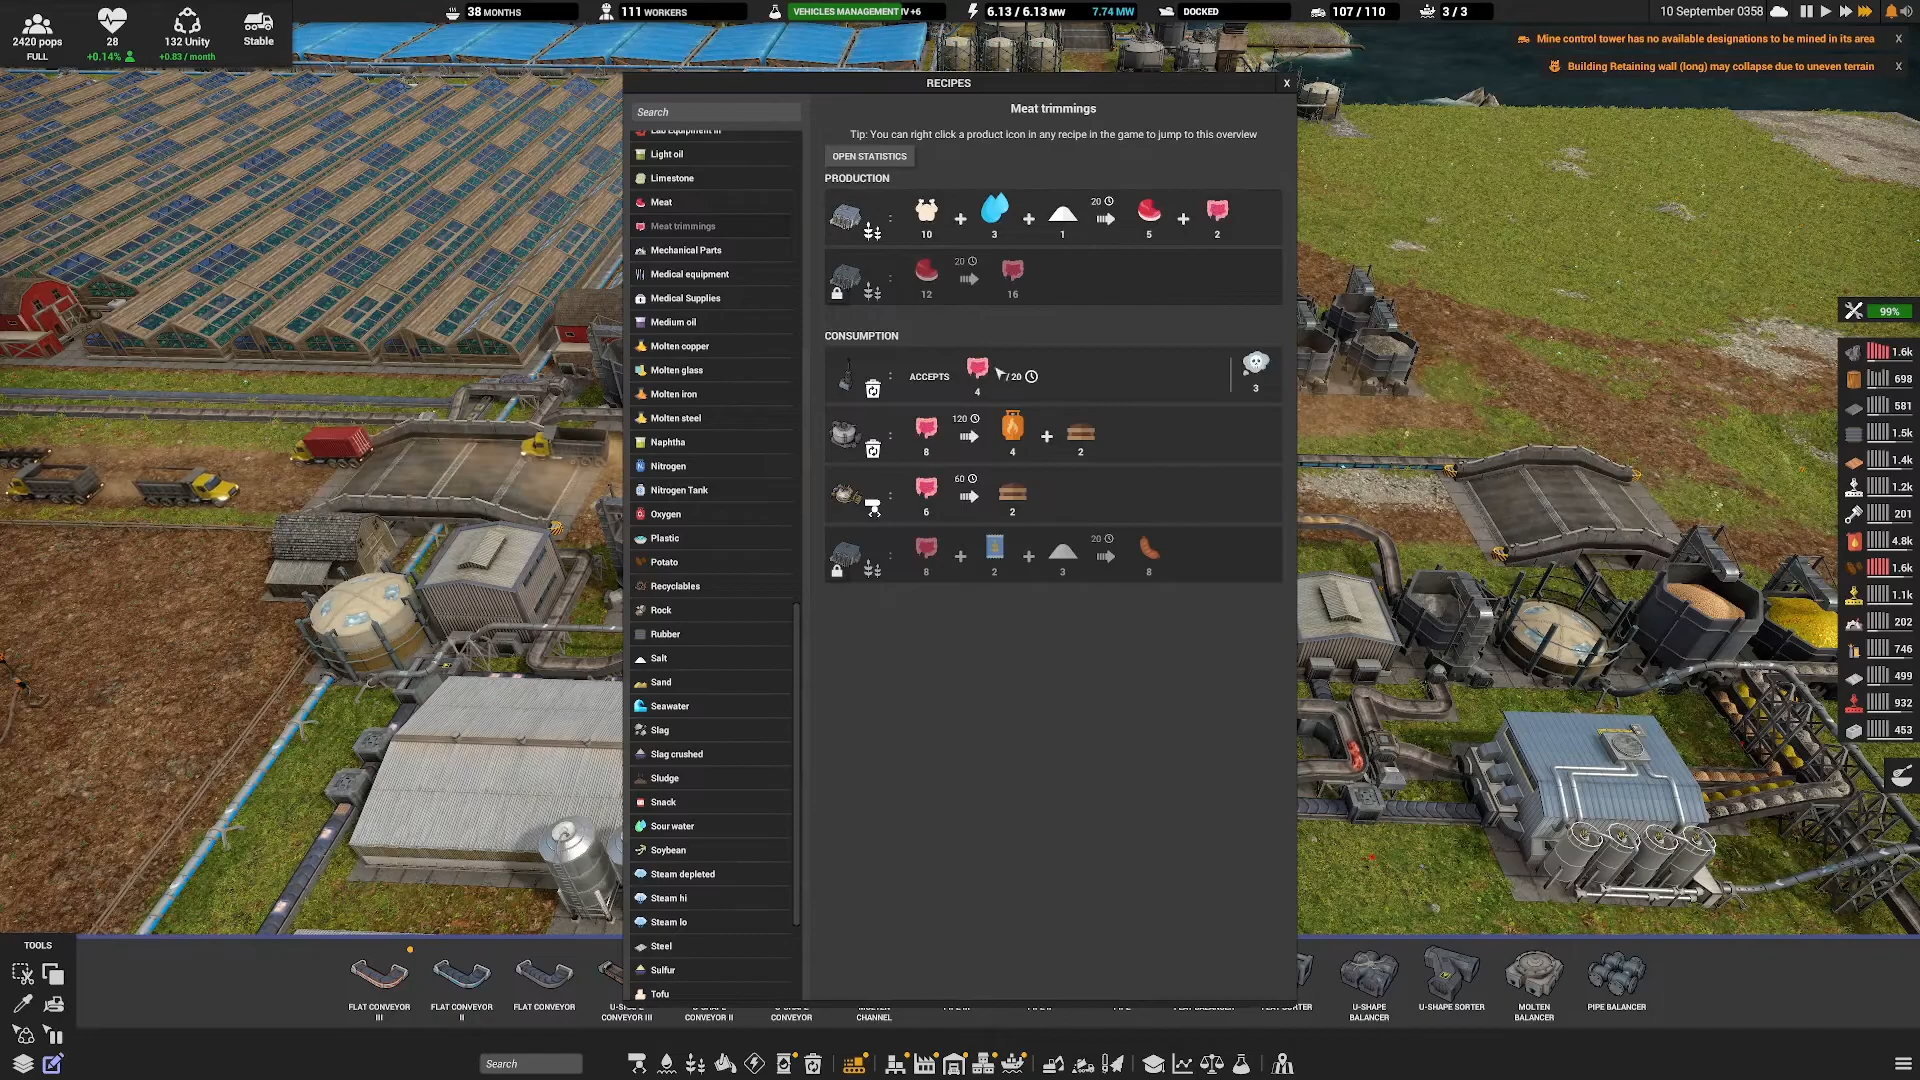 2420 pops
FULL
28
+0.14%
132 Unity
+0.83 / month
Stable
38 MONTHS
111 WORKERS
VEHICLES MANAGEMENT IV +6
6.13 / 6.13 MW
7.74 MW
DOCKED
107 / 110
3 / 3
10 September 0358
Mine control tower has no available designations to be mined in its area
X
Building Retaining wall (long) may collapse due to uneven terrain
X
RECIPES
X
Search
Lab Equipment III
Light oil
Limestone
Meat
Meat trimmings
Mechanical Parts
Medical equipment
Medical Supplies
Medium oil
Molten copper
Molten glass
Molten iron
Molten steel
Naphtha
Nitrogen
Nitrogen Tank
Oxygen
Plastic
Potato
Recyclables
Rock
Rubber
Salt
Sand
Seawater
Slag
Slag crushed
Sludge
Snack
Sour water
Soybean
Steam depleted
Steam hi
Steam lo
Steel
Sulfur
Tofu
Meat trimmings
Tip: You can right click a product icon in any recipe in the game to jump to this overview
OPEN STATISTICS
PRODUCTION
: 10 + 3 + 1 20 5 + 2
: 12 20 16
CONSUMPTION
: ACCEPTS 4 / 20 3
: 8 120 4 + 2
: 6 60 2
: 8 + 2 + 3 20 8
99%
1.6k
698
581
1.5k
1.4k
1.2k
201
4.8k
1.6k
1.1k
202
746
499
932
453
TOOLS
FLAT CONVEYOR III
FLAT CONVEYOR II
FLAT CONVEYOR
CONVEYOR III
CONVEYOR II
CONVEYOR
CHANNEL
U-SHAPE BALANCER
U-SHAPE SORTER
MOLTEN BALANCER
PIPE BALANCER
Search